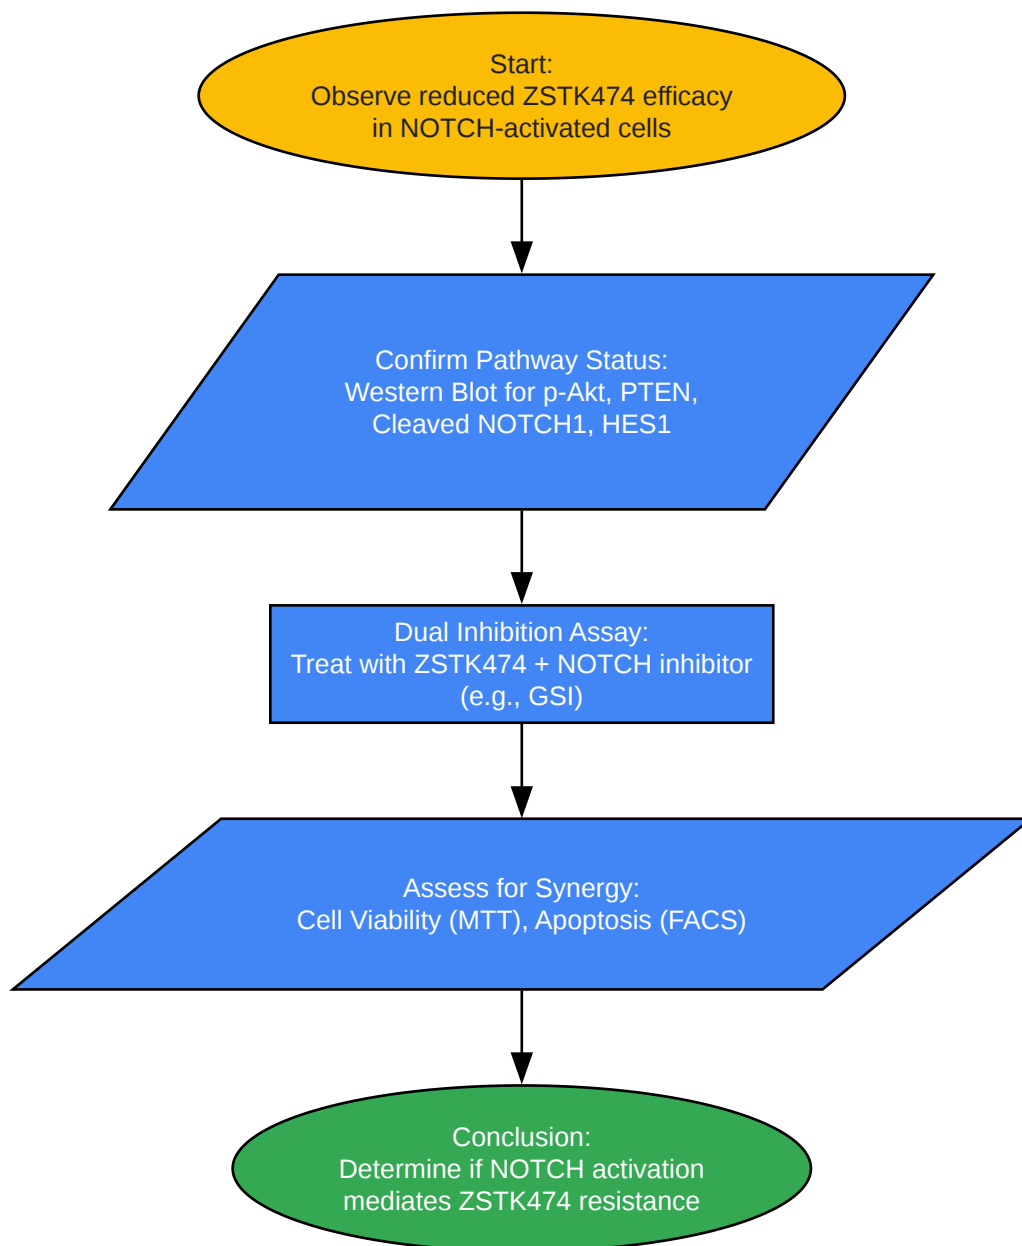 Start:
Observe reduced ZSTK474 efficacy
in NOTCH-activated cells
Confirm Pathway Status:
Western Blot for p-Akt, PTEN,
Cleaved NOTCH1, HES1
Dual Inhibition Assay:
Treat with ZSTK474 + NOTCH inhibitor
(e.g., GSI)
Assess for Synergy:
Cell Viability (MTT), Apoptosis (FACS)
Conclusion:
Determine if NOTCH activation
mediates ZSTK474 resistance